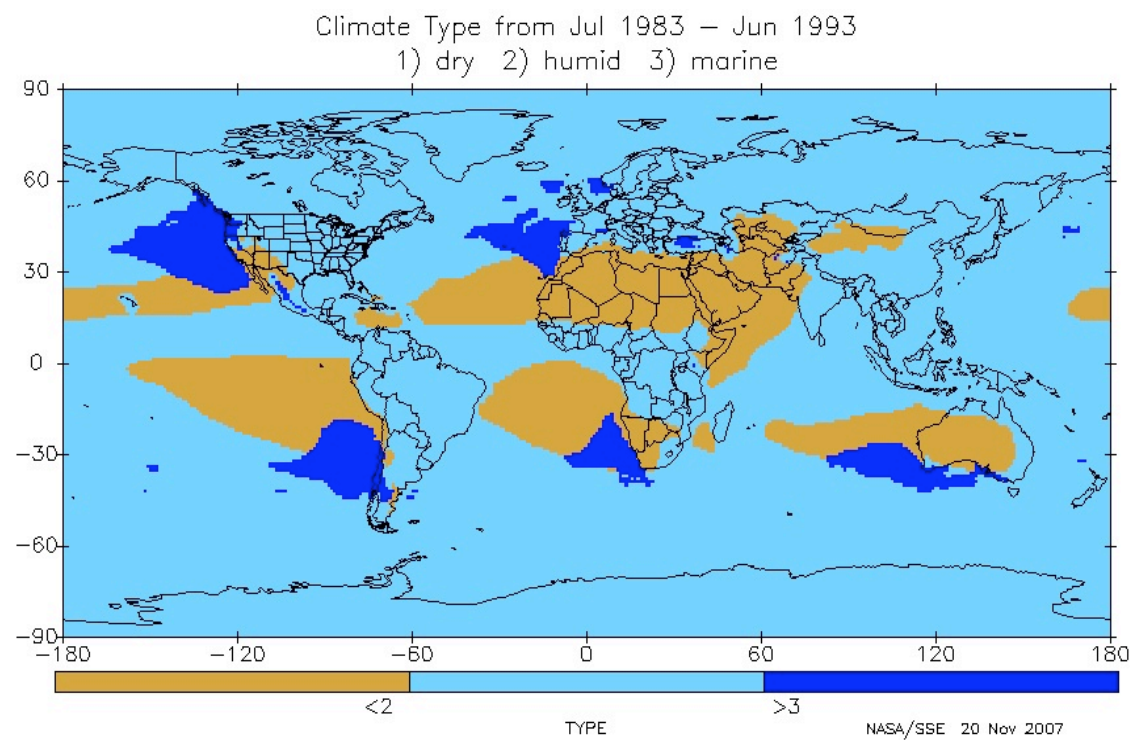 Climate Type from Jul 1983 – Jun 1993
1) dry 2) humid 3) marine
90
60
30
0
−30
−60
−90
−180 −120 −60 0 60 120 180
<2 >3
TYPE NASA/SSE 20 Nov 2007